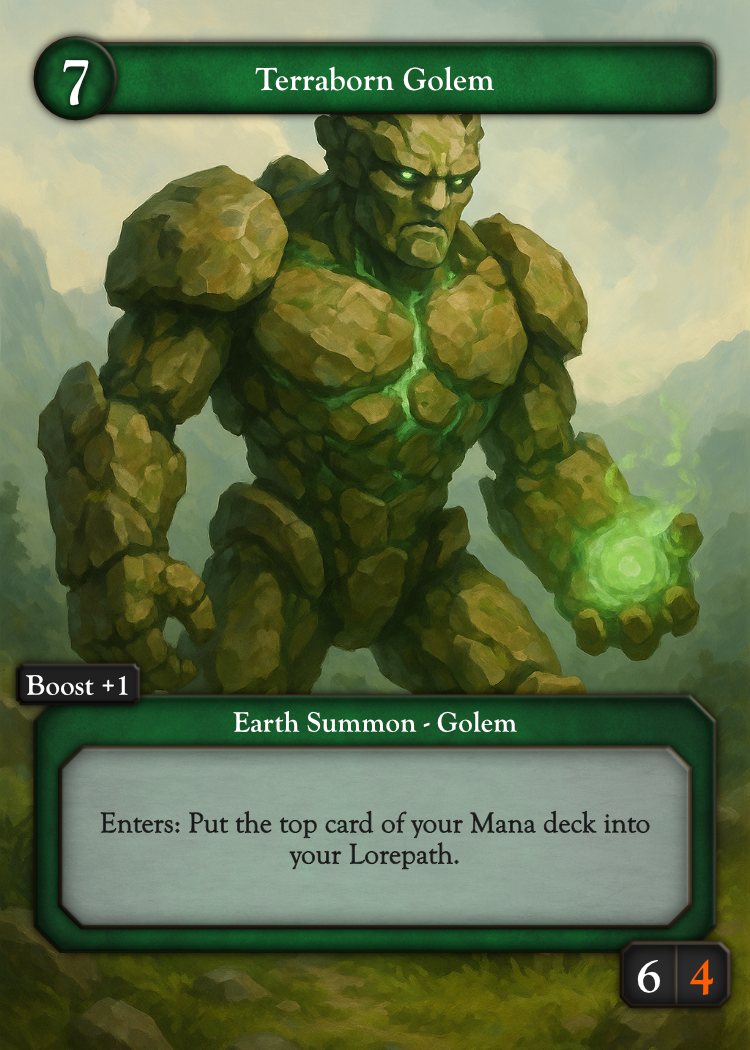 7
Terraborn Golem
Boost +1
Earth Summon - Golem
Enters: Put the top card of your Mana deck into
your Lorepath.
6 4